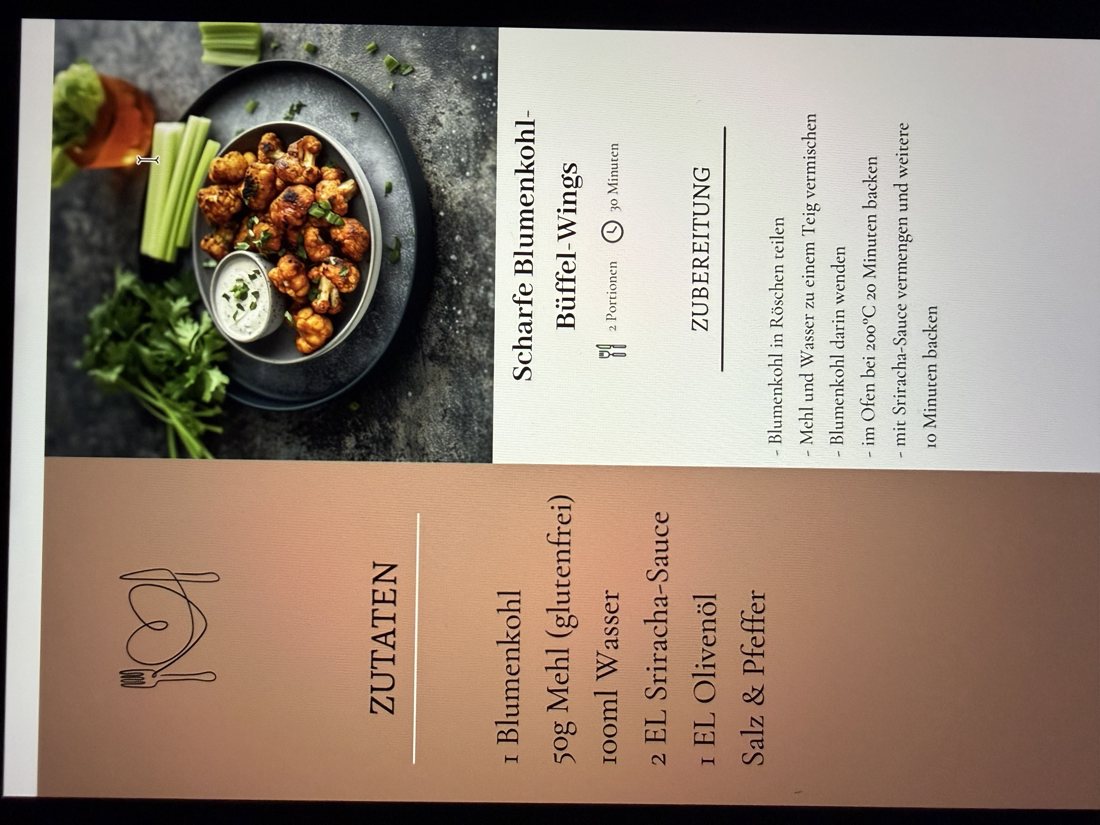 ZUTATEN
1 Blumenkohl
50g Mehl (glutenfrei)
100ml Wasser
2 EL Sriracha-Sauce
1 EL Olivenöl
Salz & Pfeffer
Scharfe Blumenkohl-
Büffel-Wings
2 Portionen 30 Minuten
ZUBEREITUNG
- Blumenkohl in Röschen teilen
- Mehl und Wasser zu einem Teig vermischen
- Blumenkohl darin wenden
- im Ofen bei 200°C 20 Minuten backen
- mit Sriracha-Sauce vermengen und weitere
10 Minuten backen